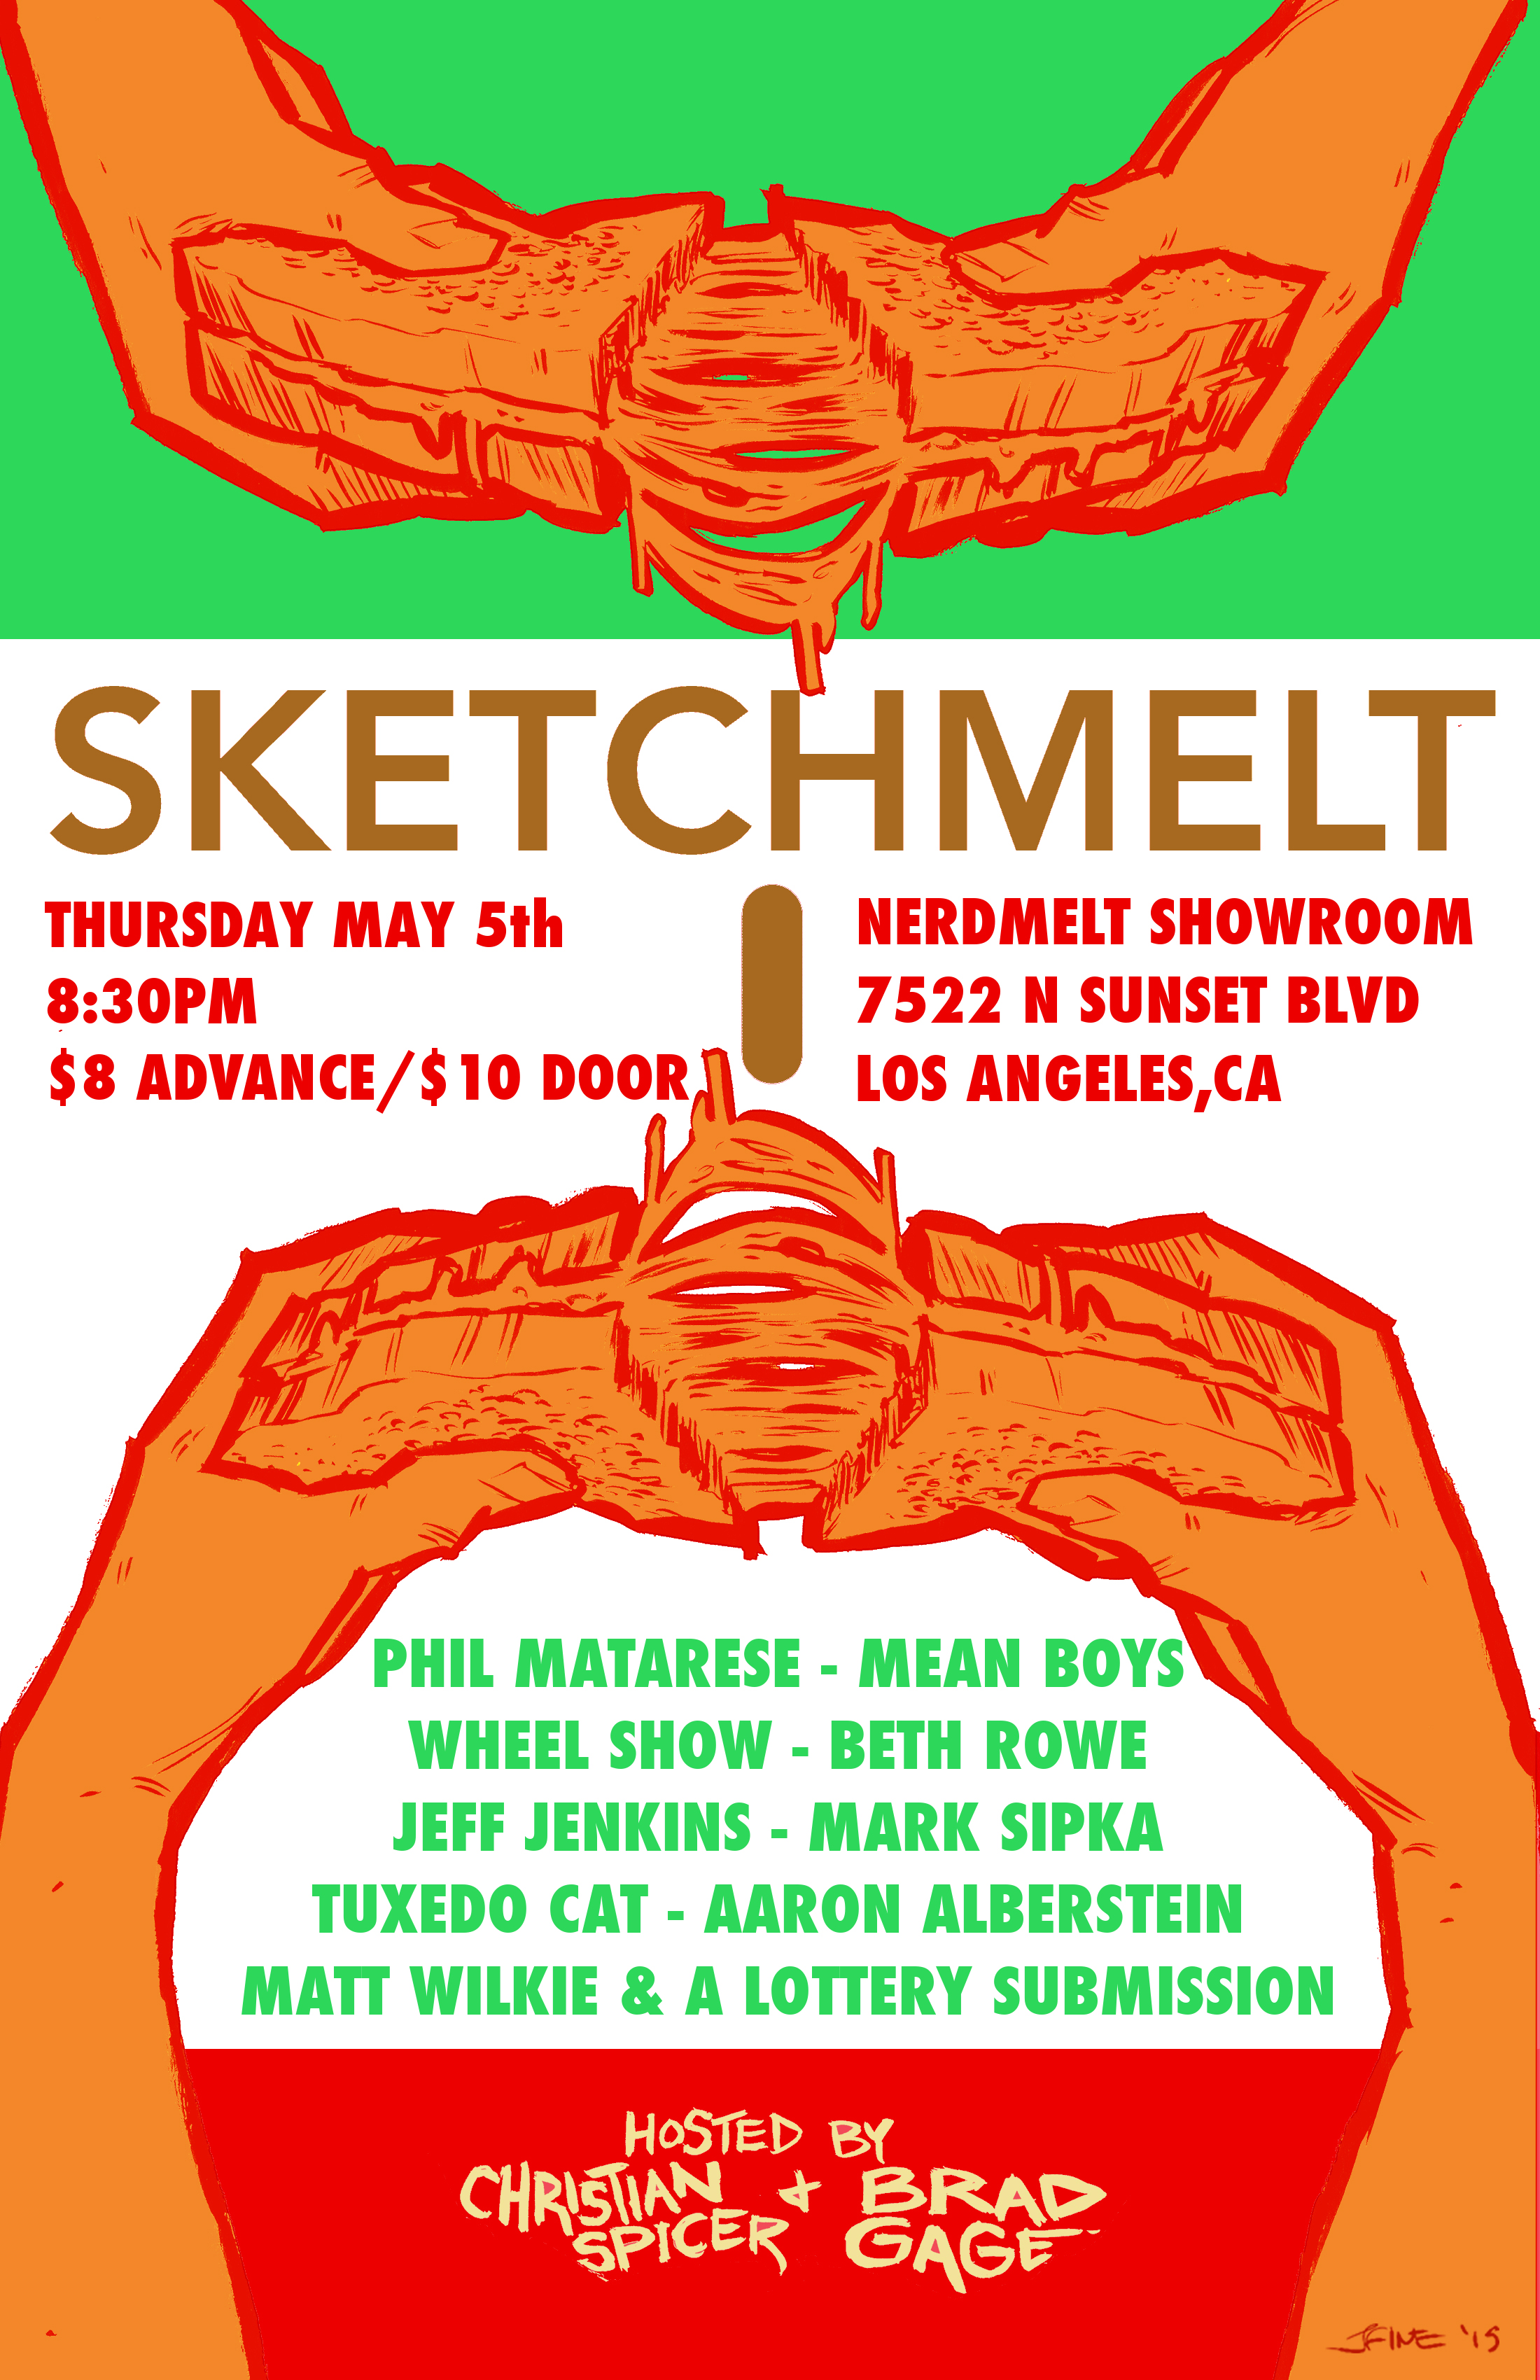 SKETCHMELT
THURSDAY MAY 5th
8:30PM
$8 ADVANCE/$10 DOOR
NERDMELT SHOWROOM
7522 N SUNSET BLVD
LOS ANGELES,CA
PHIL MATARESE - MEAN BOYS
WHEEL SHOW - BETH ROWE
JEFF JENKINS - MARK SIPKA
TUXEDO CAT - AARON ALBERSTEIN
MATT WILKIE & A LOTTERY SUBMISSION
HOSTED BY
CHRISTIAN SPICER + BRAD GAGE
JFINE '15